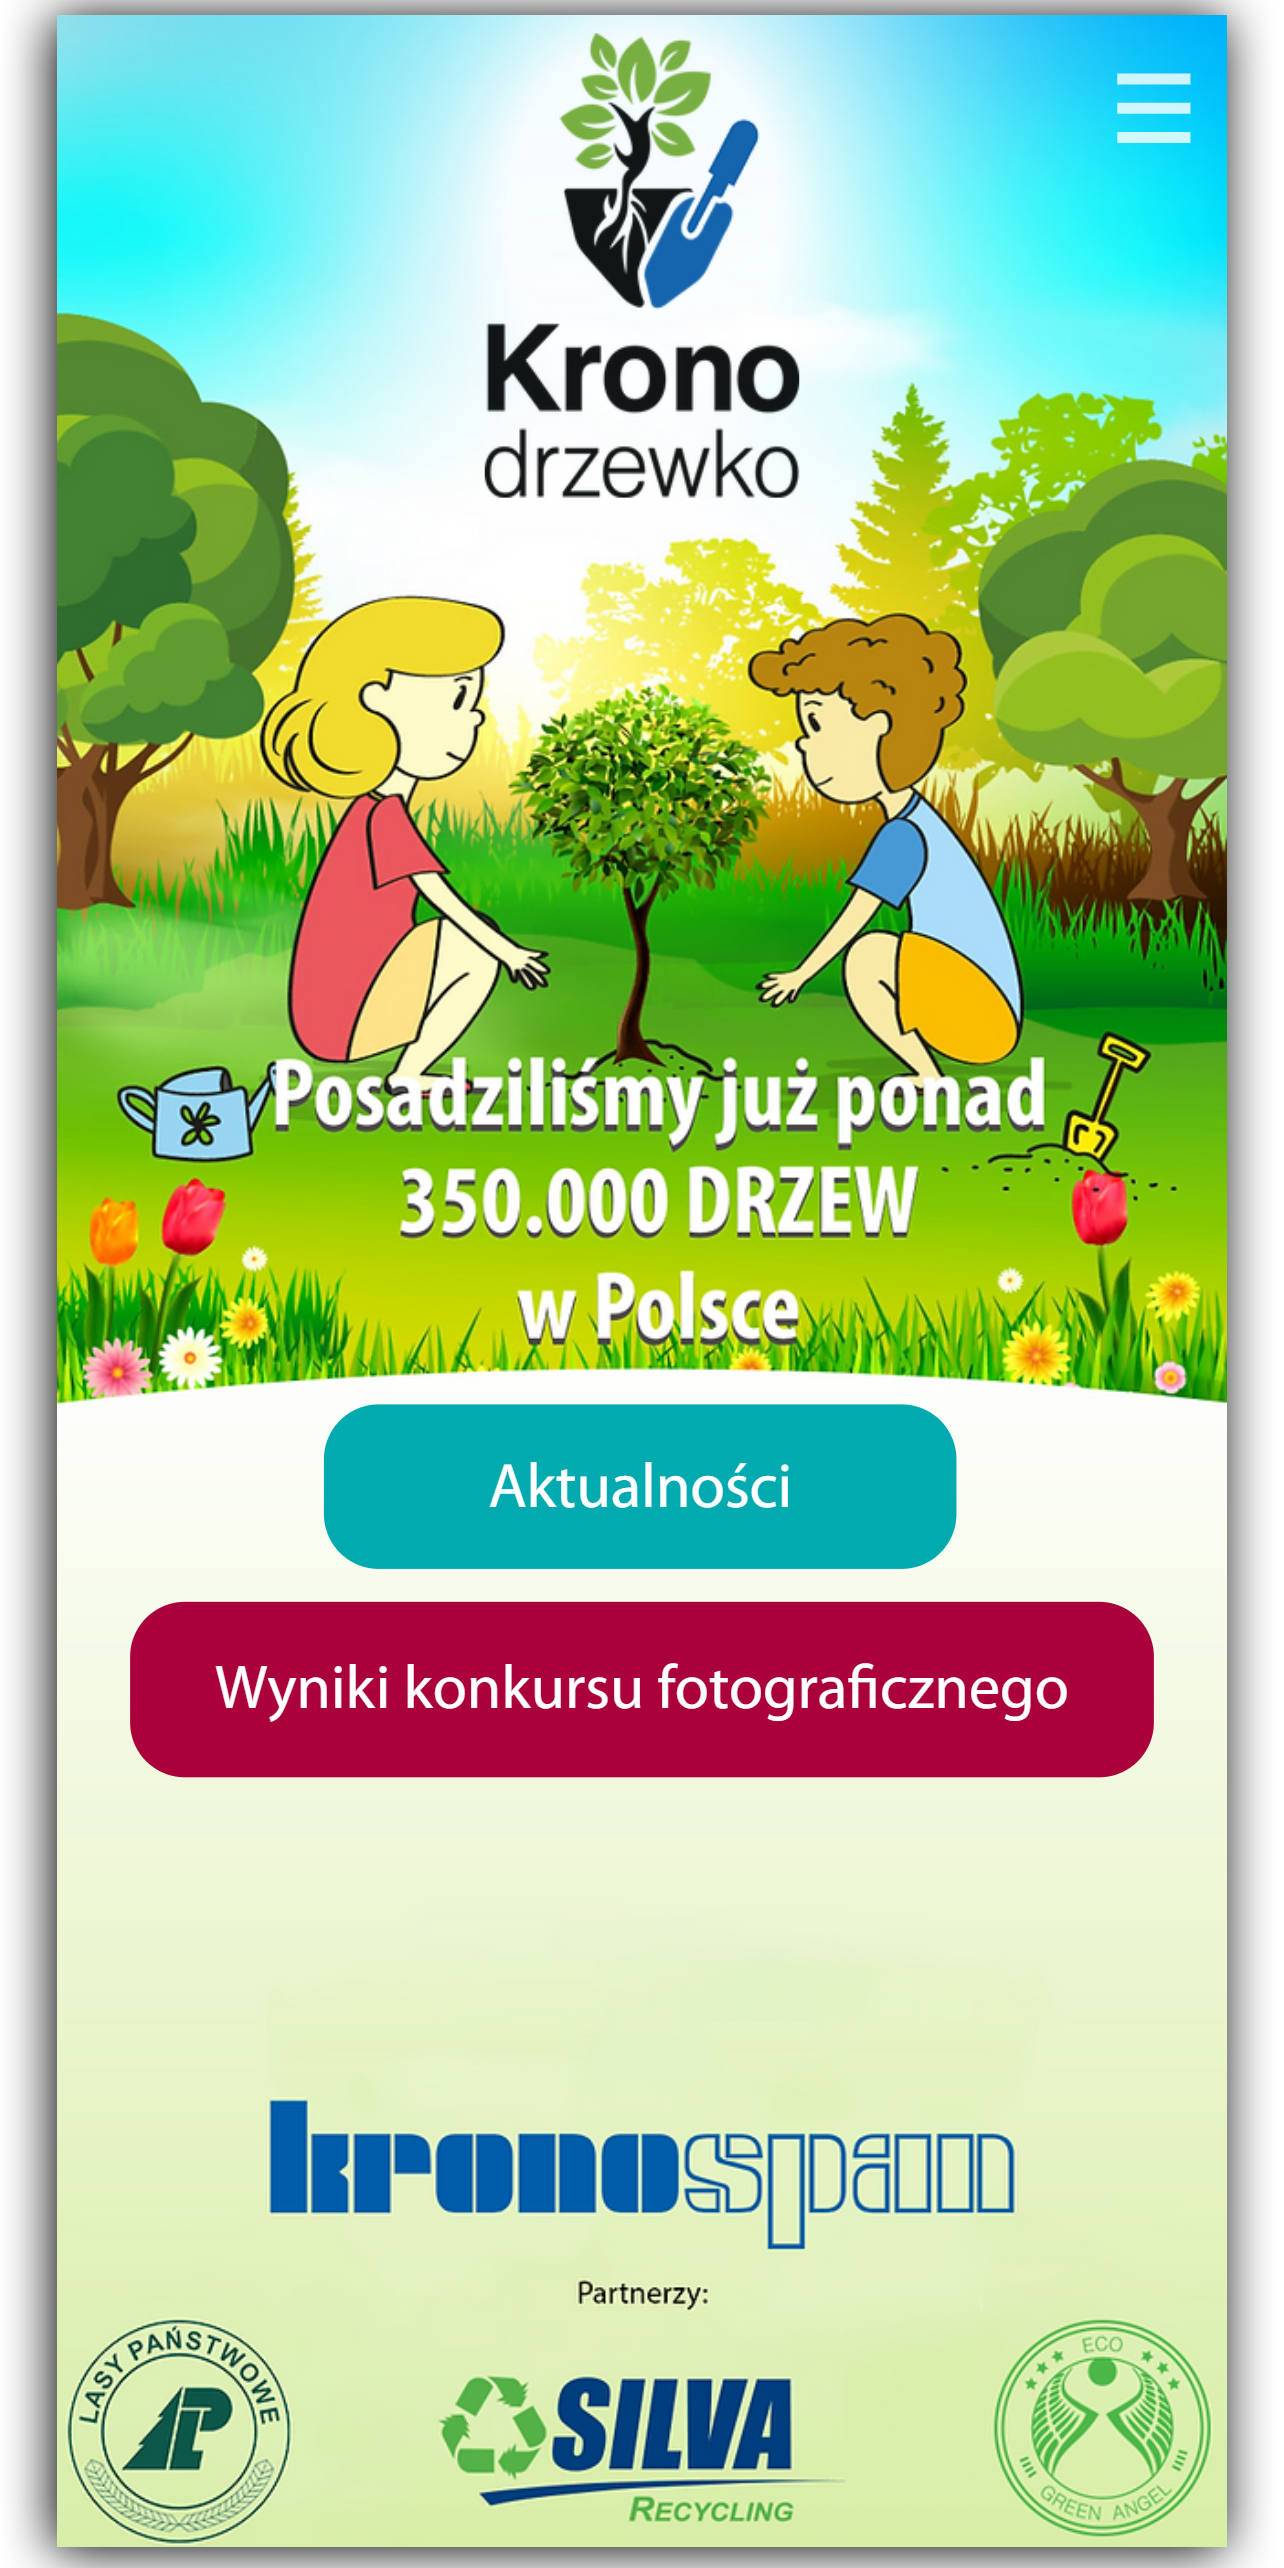 Krono
drzewko
Posadziliśmy już ponad
350.000 DRZEW
w Polsce
Aktualności
Wyniki konkursu fotograficznego
kronospan
Partnerzy:
LASY PAŃSTWOWE
LP
SILVA
RECYCLING
ECO
GREEN ANGEL